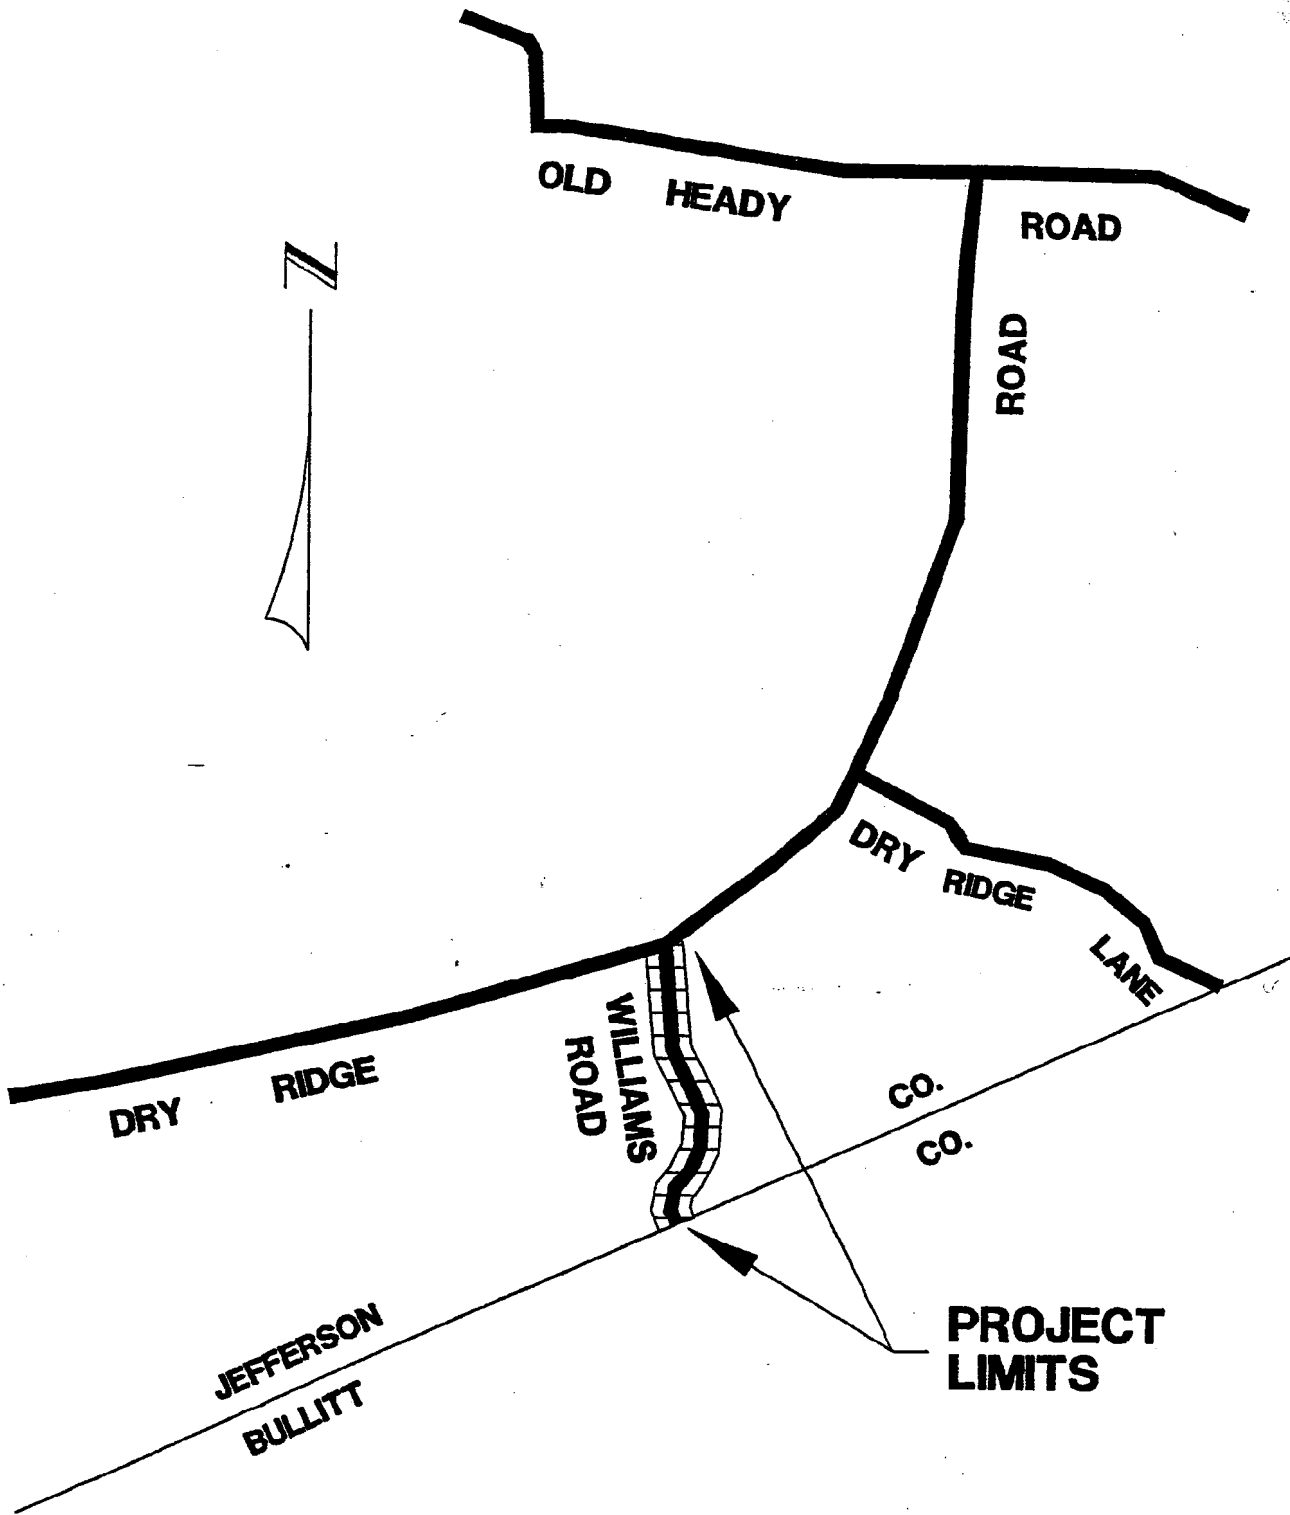 OLD HEADY ROAD
N
ROAD
DRY RIDGE LANE
WILLIAMS
ROAD
DRY RIDGE
CO.
CO.
JEFFERSON
BULLITT
PROJECT
LIMITS